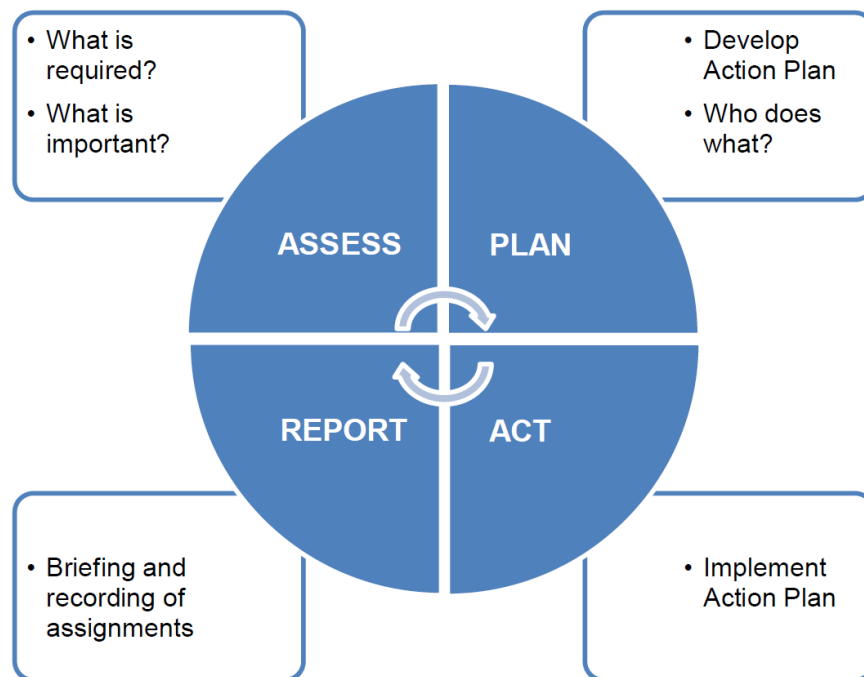 • What is
required?
• What is
important?
• Develop
Action Plan
• Who does
what?
ASSESS
PLAN
REPORT
ACT
• Briefing and
recording of
assignments
• Implement
Action Plan